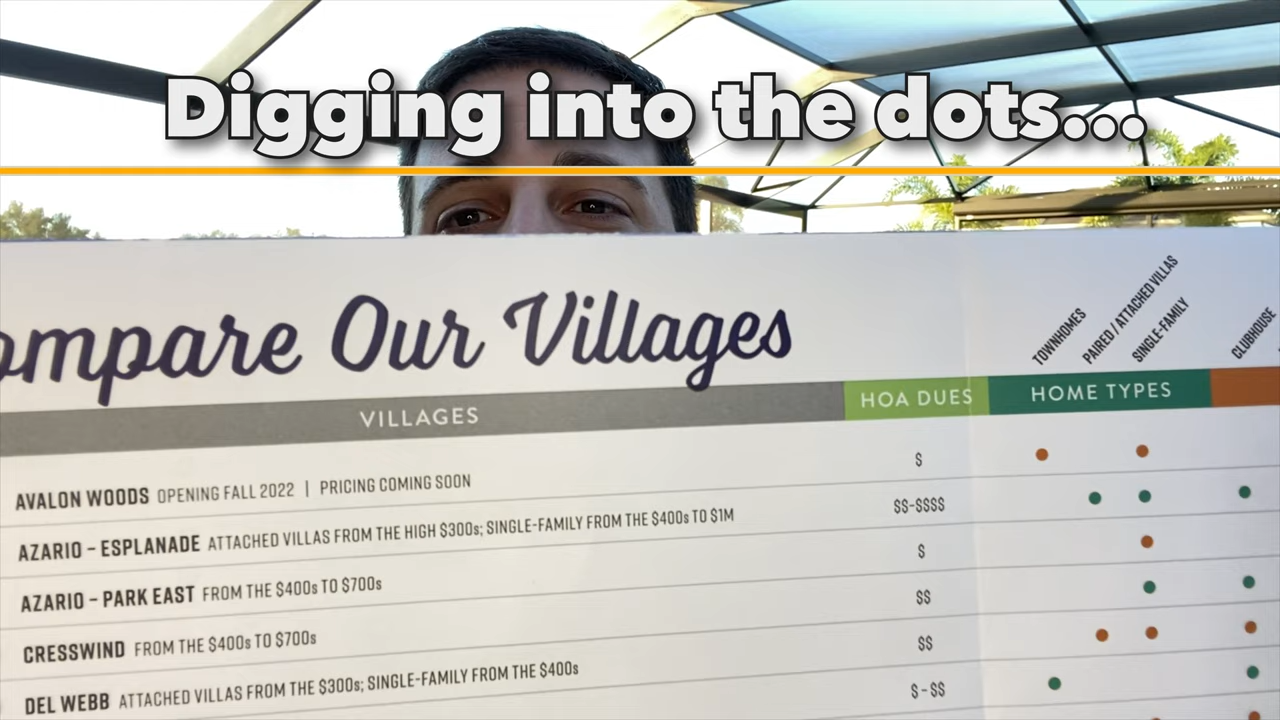 Digging into the dots...
ompare Our Villages
TOWNHOMES
PAIRED / ATTACHED VILLAS
SINGLE-FAMILY
CLUBHOUSE
VILLAGES HOA DUES HOME TYPES
AVALON WOODS OPENING FALL 2022 | PRICING COMING SOON $
AZARIO – ESPLANADE ATTACHED VILLAS FROM THE HIGH $300s; SINGLE-FAMILY FROM THE $400s TO $1M $$-$$$$
AZARIO – PARK EAST FROM THE $400s TO $700s $
CRESSWIND FROM THE $400s TO $700s $$
DEL WEBB ATTACHED VILLAS FROM THE $300s; SINGLE-FAMILY FROM THE $400s $$
$ - $$